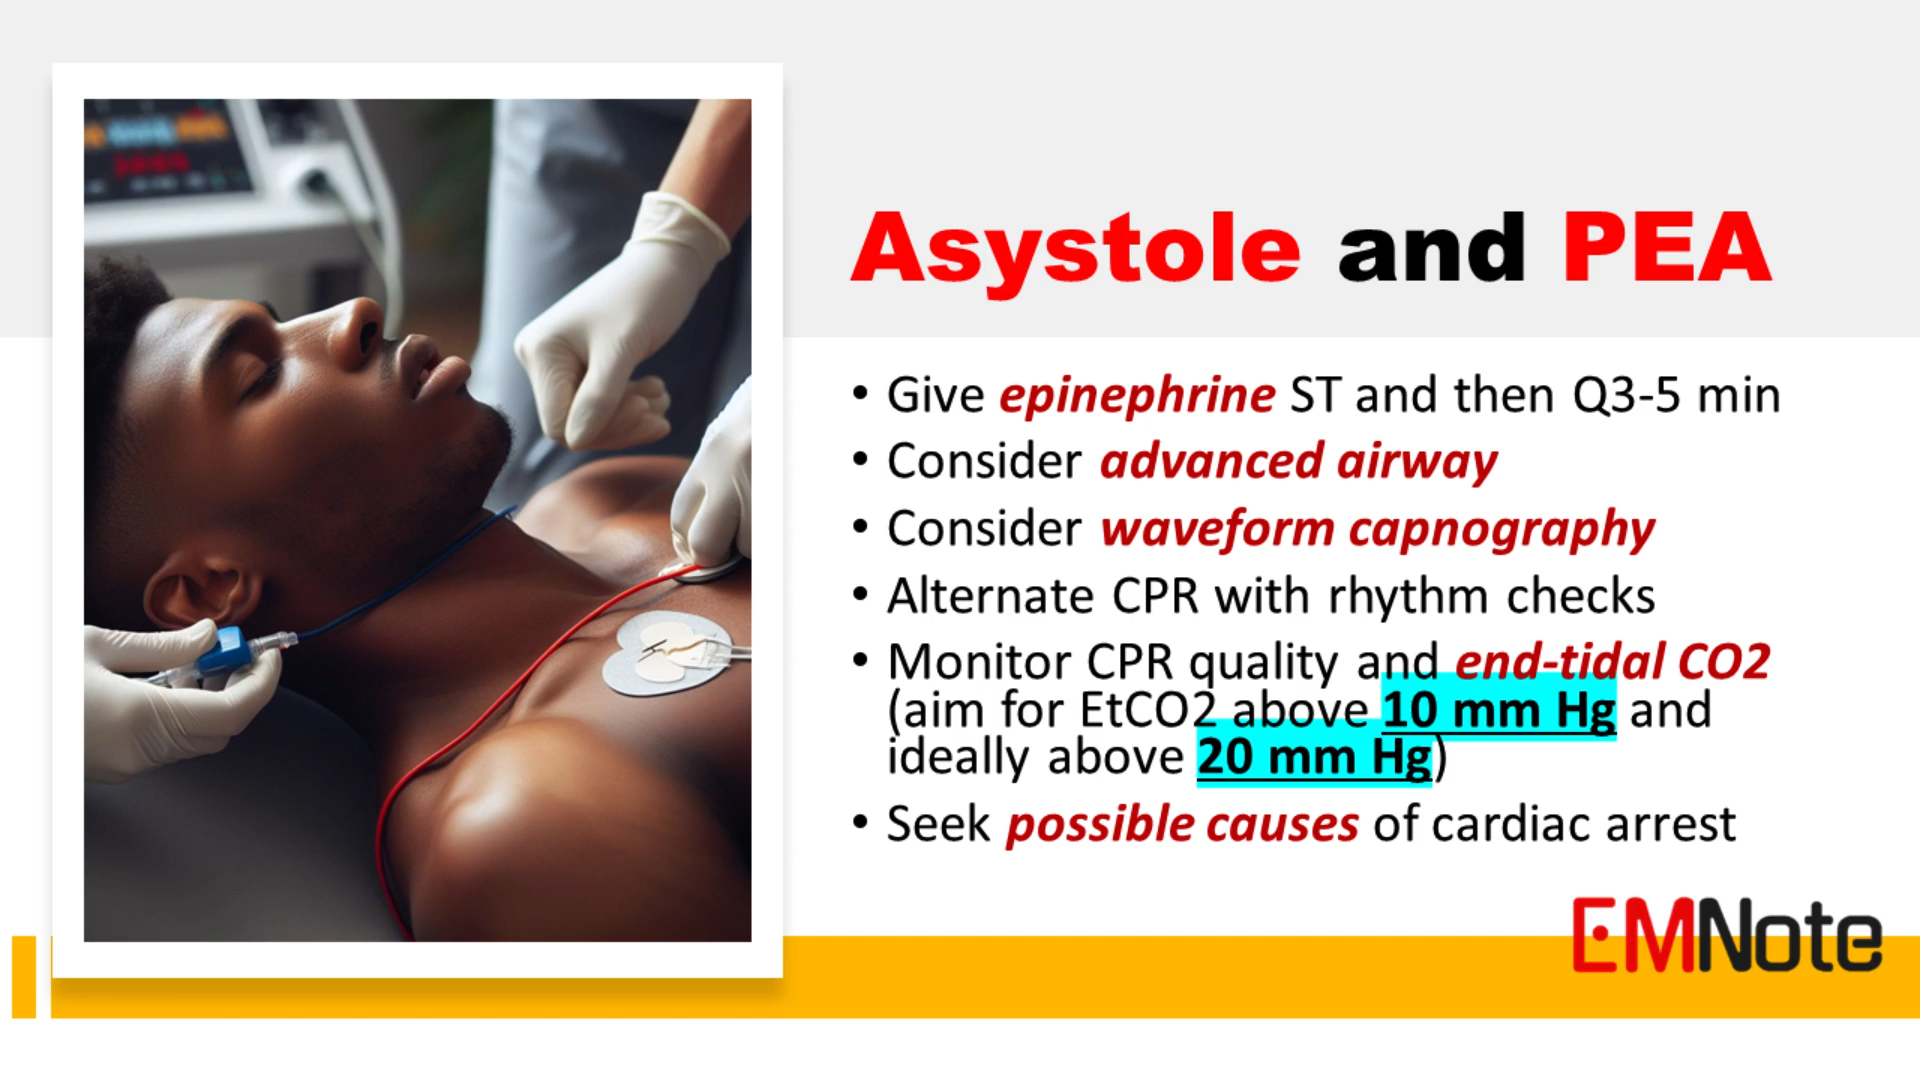 Asystole and PEA
• Give epinephrine ST and then Q3-5 min
• Consider advanced airway
• Consider waveform capnography
• Alternate CPR with rhythm checks
• Monitor CPR quality and end-tidal CO2
(aim for EtCO2 above 10 mm Hg and
ideally above 20 mm Hg)
• Seek possible causes of cardiac arrest
EMNote